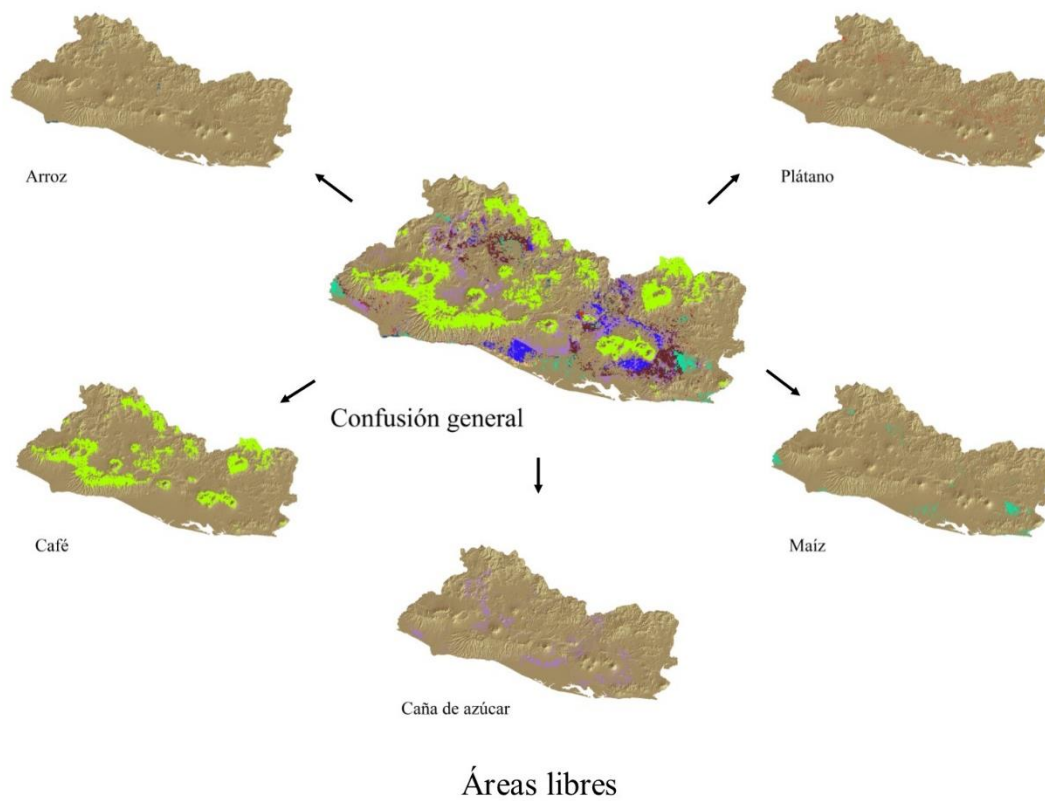 Arroz
Plátano
Confusión general
Café
Maíz
Caña de azúcar
Áreas libres